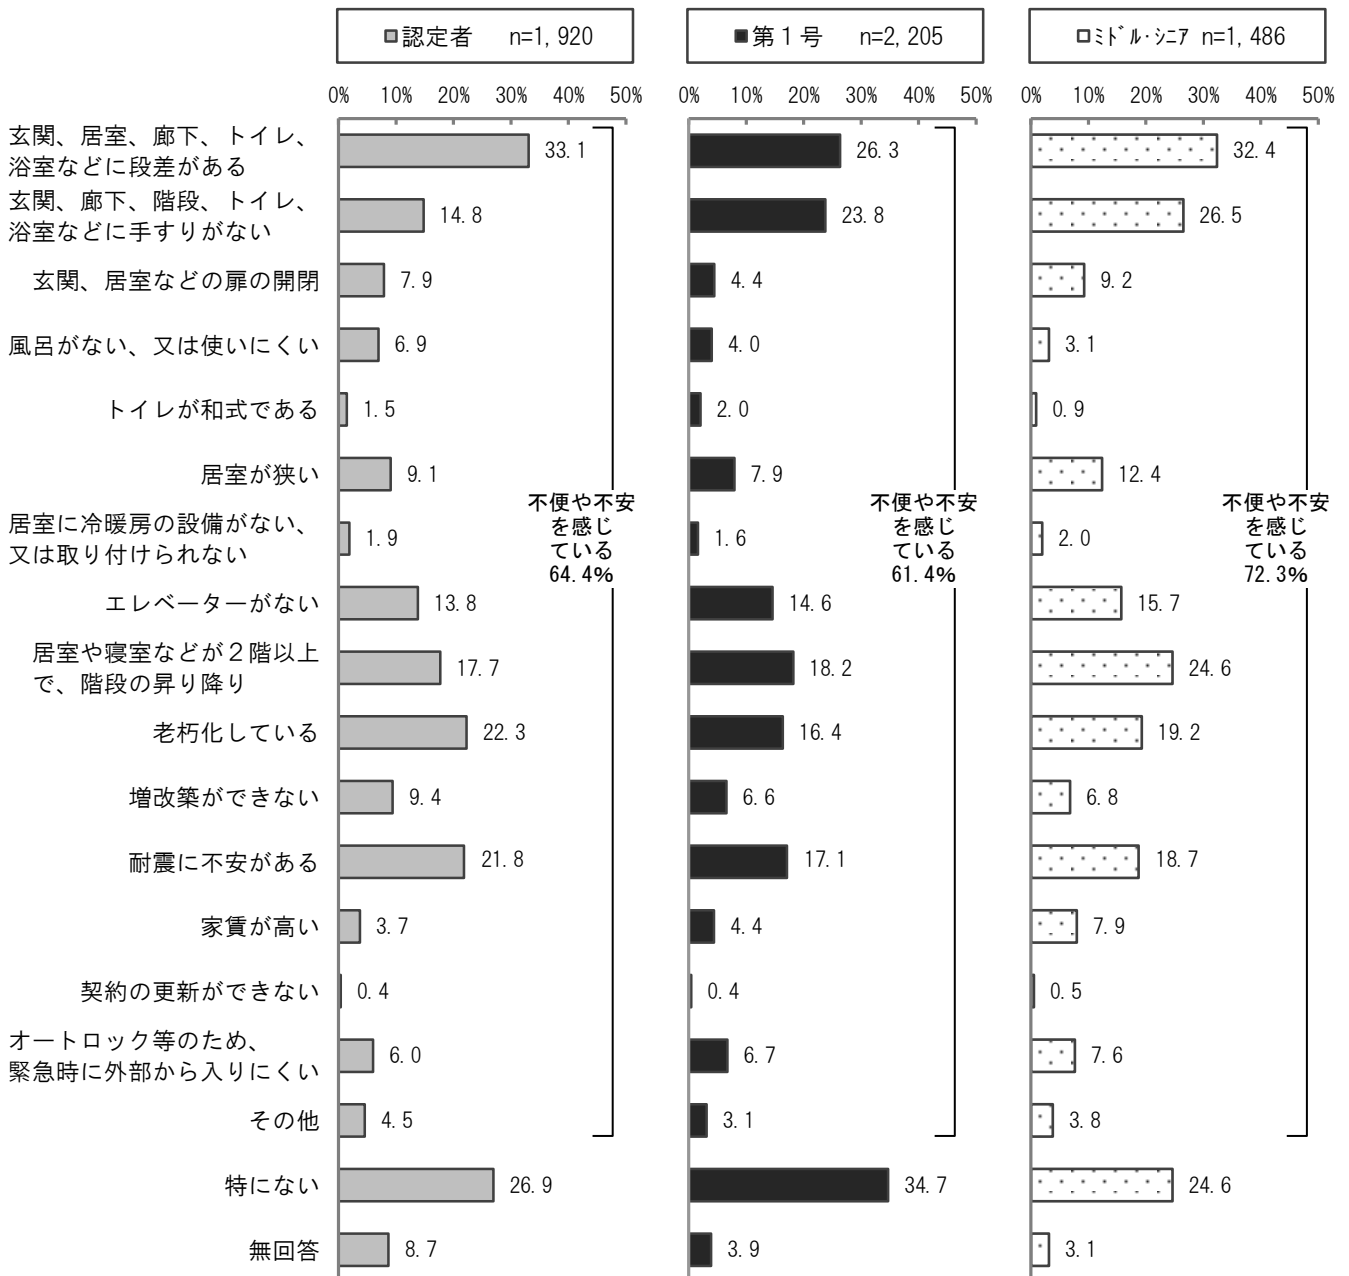 認定者 n=1,920
第1号 n=2,205
ﾐﾄﾞﾙ･ｼﾆｱ n=1,486
0% 10% 20% 30% 40% 50%
0% 10% 20% 30% 40% 50%
0% 10% 20% 30% 40% 50%
玄関、居室、廊下、トイレ、
浴室などに段差がある
33.1
26.3
32.4
玄関、廊下、階段、トイレ、
浴室などに手すりがない
14.8
23.8
26.5
玄関、居室などの扉の開閉
7.9
4.4
9.2
風呂がない、又は使いにくい
6.9
4.0
3.1
トイレが和式である
1.5
2.0
0.9
居室が狭い
9.1
7.9
12.4
居室に冷暖房の設備がない、
又は取り付けられない
1.9
1.6
2.0
不便や不安
を感じ
ている
64.4%
不便や不安
を感じ
ている
61.4%
不便や不安
を感じ
ている
72.3%
エレベーターがない
13.8
14.6
15.7
居室や寝室などが２階以上
で、階段の昇り降り
17.7
18.2
24.6
老朽化している
22.3
16.4
19.2
増改築ができない
9.4
6.6
6.8
耐震に不安がある
21.8
17.1
18.7
家賃が高い
3.7
4.4
7.9
契約の更新ができない
0.4
0.4
0.5
オートロック等のため、
緊急時に外部から入りにくい
6.0
6.7
7.6
その他
4.5
3.1
3.8
特にない
26.9
34.7
24.6
無回答
8.7
3.9
3.1